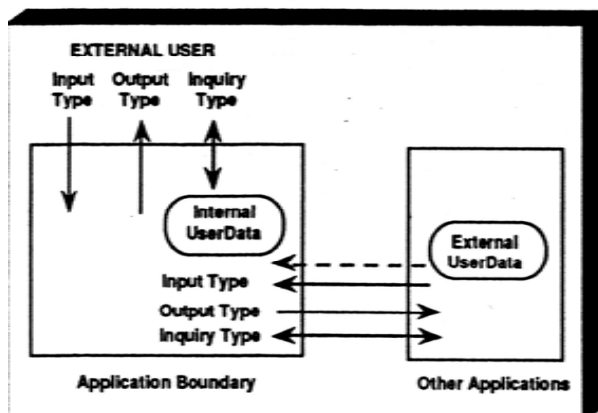 EXTERNAL USER
Input Output Inquiry
Type Type Type
Internal
UserData
External
UserData
Input Type
Output Type
Inquiry Type
Application Boundary
Other Applications